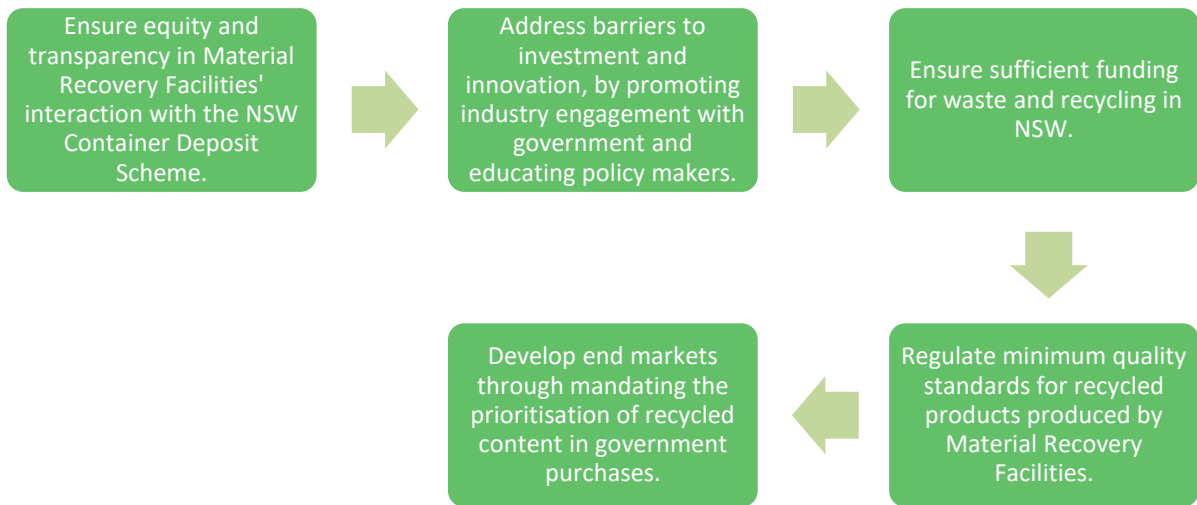 Ensure equity and
transparency in Material
Recovery Facilities'
interaction with the NSW
Container Deposit
Scheme.
Address barriers to
investment and
innovation, by promoting
industry engagement with
government and
educating policy makers.
Ensure sufficient funding
for waste and recycling in
NSW.
Regulate minimum quality
standards for recycled
products produced by
Material Recovery
Facilities.
Develop end markets
through mandating the
prioritisation of recycled
content in government
purchases.